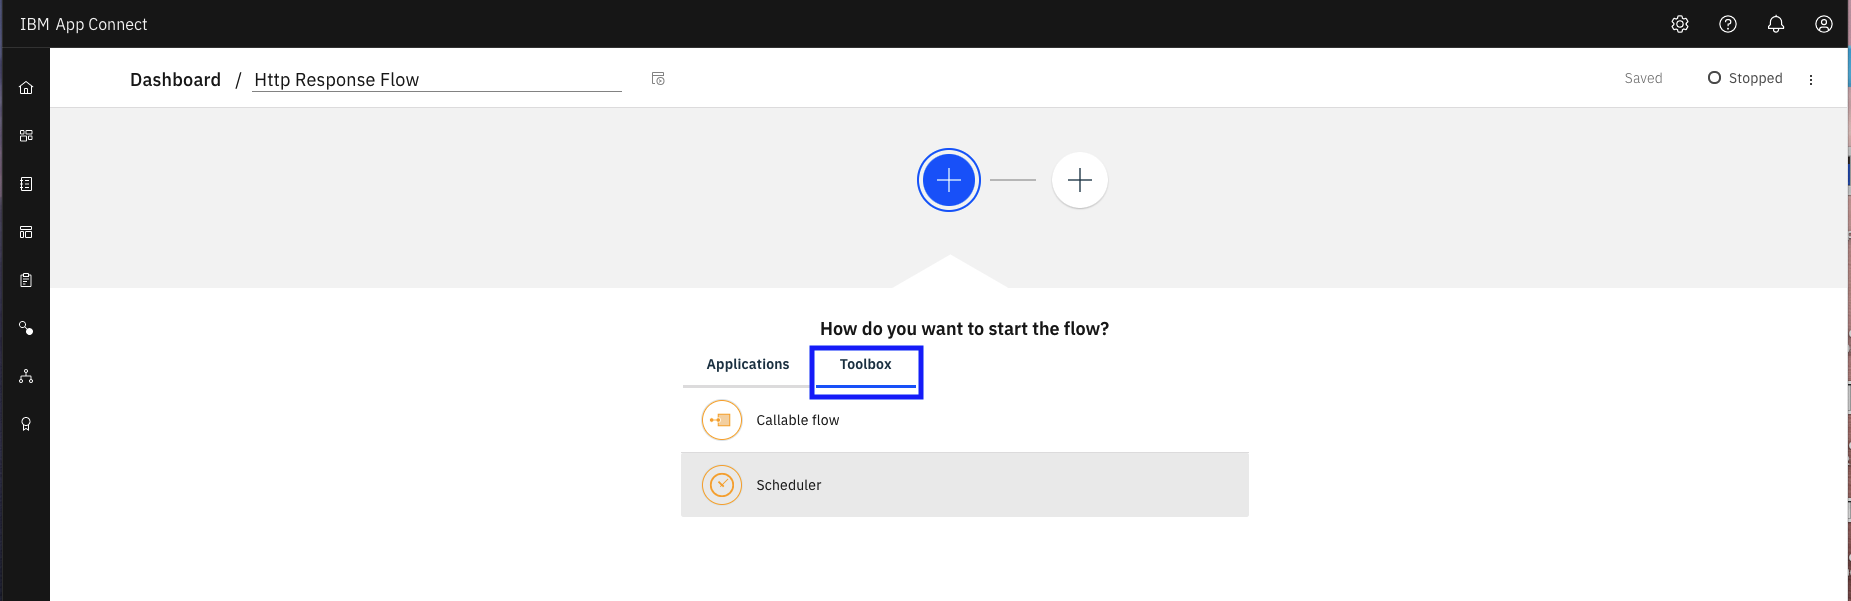 IBM App Connect
Dashboard / Http Response Flow
Saved
Stopped
How do you want to start the flow?
Applications
Toolbox
Callable flow
Scheduler